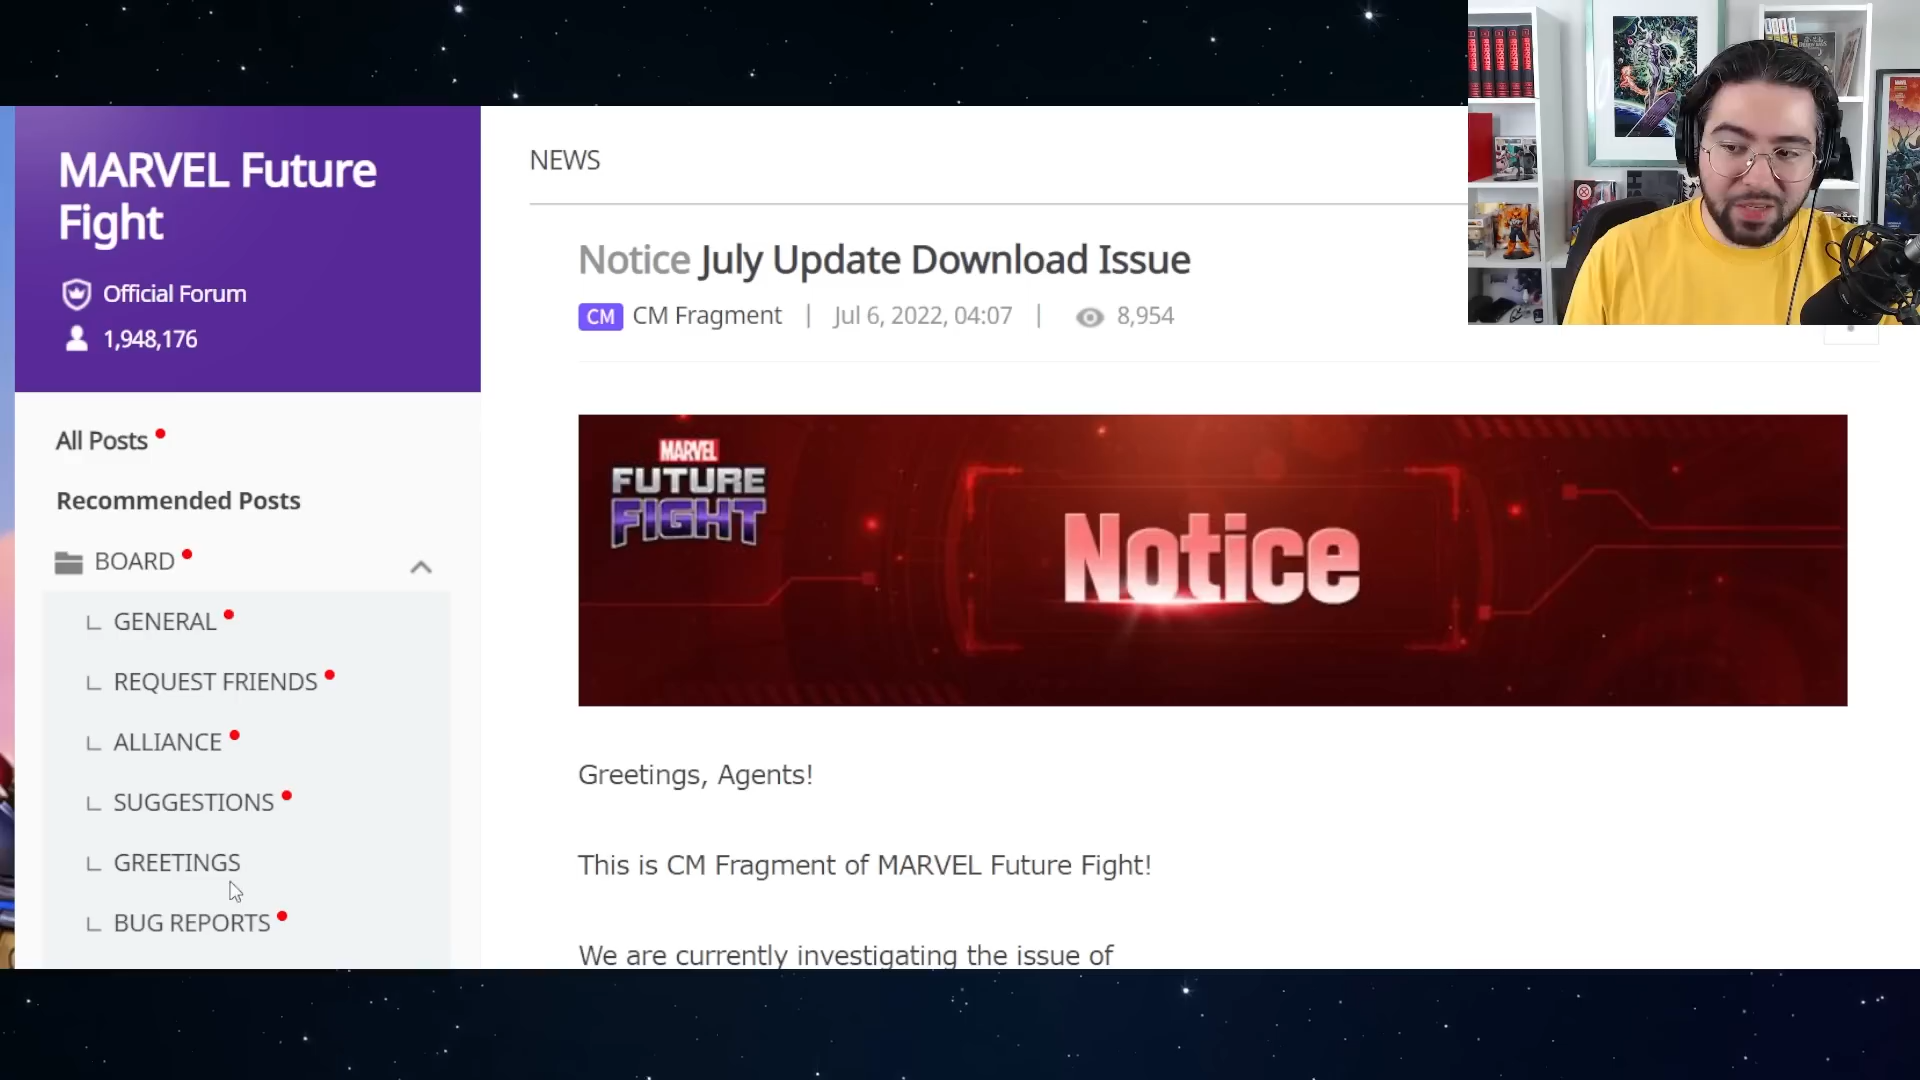 MARVEL Future
Fight
Official Forum
1,948,176
All Posts
Recommended Posts
BOARD
GENERAL
REQUEST FRIENDS
ALLIANCE
SUGGESTIONS
GREETINGS
BUG REPORTS
NEWS
Notice July Update Download Issue
CM CM Fragment | Jul 6, 2022, 04:07 | 8,954
MARVEL
FUTURE
FIGHT
Notice
Greetings, Agents!
This is CM Fragment of MARVEL Future Fight!
We are currently investigating the issue of